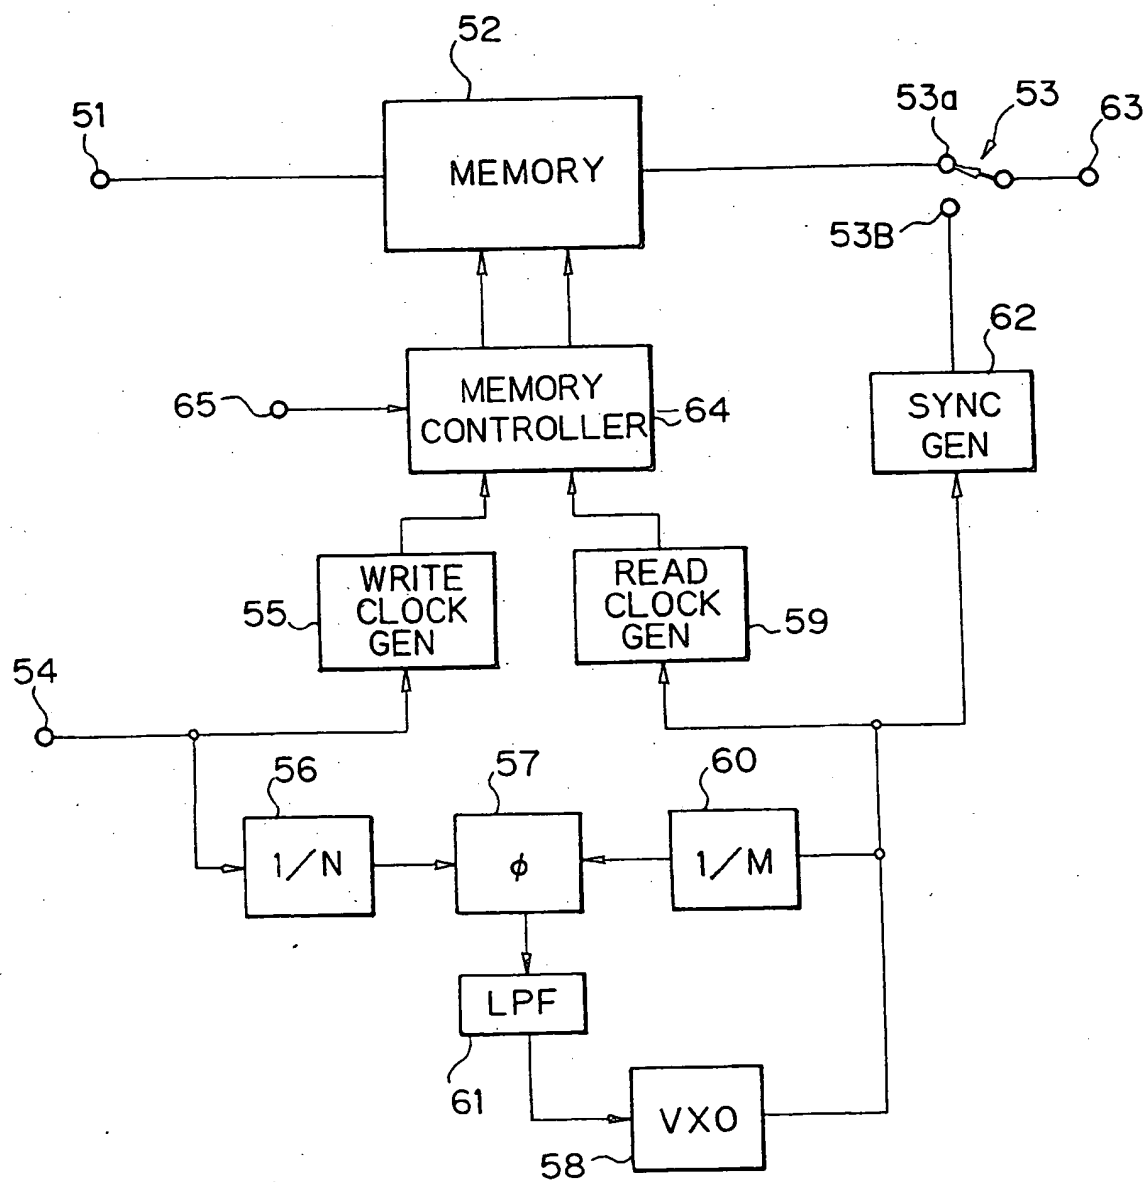 52
51
MEMORY
53a
53
63
53B
62
65
MEMORY
CONTROLLER
64
SYNC
GEN
55
WRITE
CLOCK
GEN
READ
CLOCK
GEN
59
54
56
57
60
1/N
ϕ
1/M
LPF
61
VXO
58